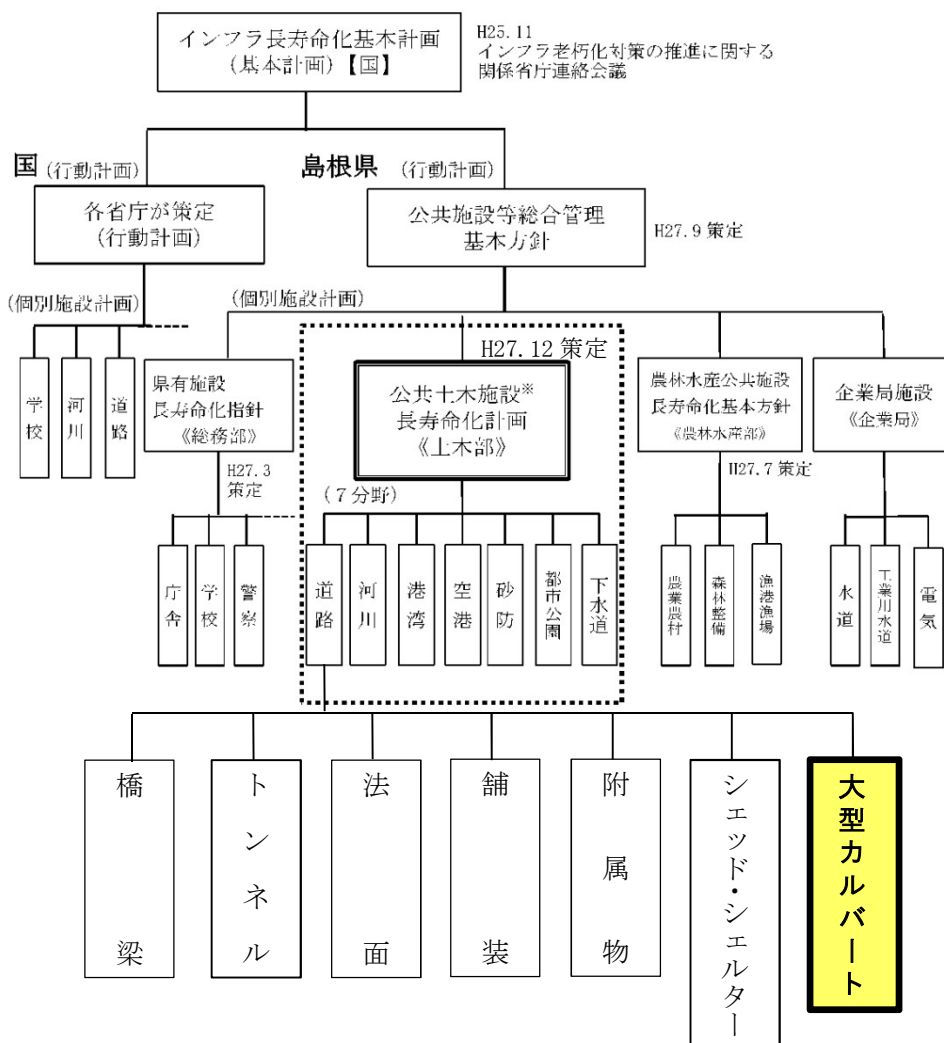 インフラ長寿命化基本計画
(基本計画)【国】
H25.11
インフラ老朽化対策の推進に関する
関係省庁連絡会議
国 (行動計画)
島根県 (行動計画)
各省庁が策定
(行動計画)
公共施設等総合管理
基本方針
H27.9 策定
(個別施設計画)
(個別施設計画)
学校
河川
道路
県有施設
長寿命化指針
《総務部》
H27.12 策定
公共土木施設※
長寿命化計画
《土木部》
農林水産公共施設
長寿命化基本方針
《農林水産部》
企業局施設
《企業局》
H27.3
策定
(7分野)
H27.7 策定
庁舎
学校
警察
道路
河川
港湾
空港
砂防
都市公園
下水道
農業農村
森林整備
漁港漁場
水道
工業用水道
電気
橋梁
トンネル
法面
舗装
附属物
シェッド・シェルター
大型カルバート